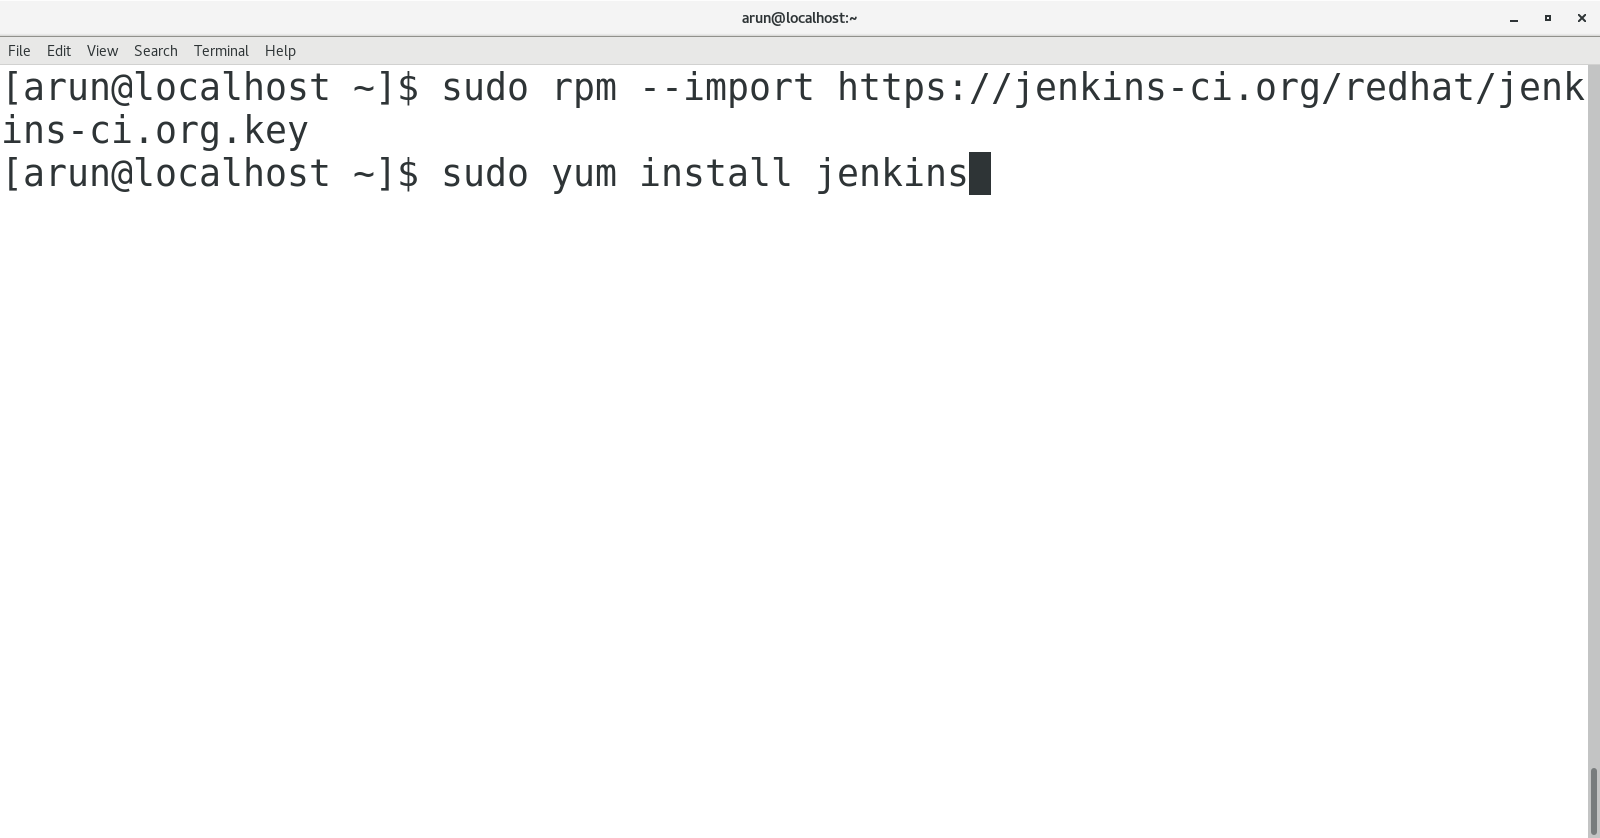 arun@localhost:~
File Edit View Search Terminal Help
[arun@localhost ~]$ sudo rpm --import https://jenkins-ci.org/redhat/jenk
ins-ci.org.key
[arun@localhost ~]$ sudo yum install jenkins